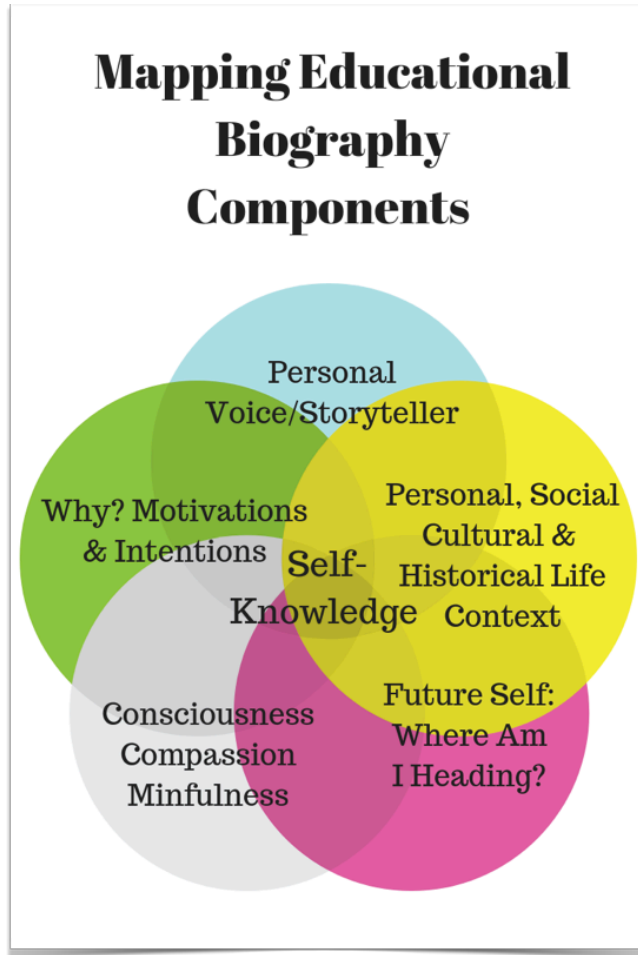 Mapping Educational
Biography
Components
Personal
Voice/Storyteller
Why? Motivations
& Intentions
Personal, Social
Cultural &
Historical Life
Context
Self-
Knowledge
Consciousness
Compassion
Minfulness
Future Self:
Where Am
I Heading?